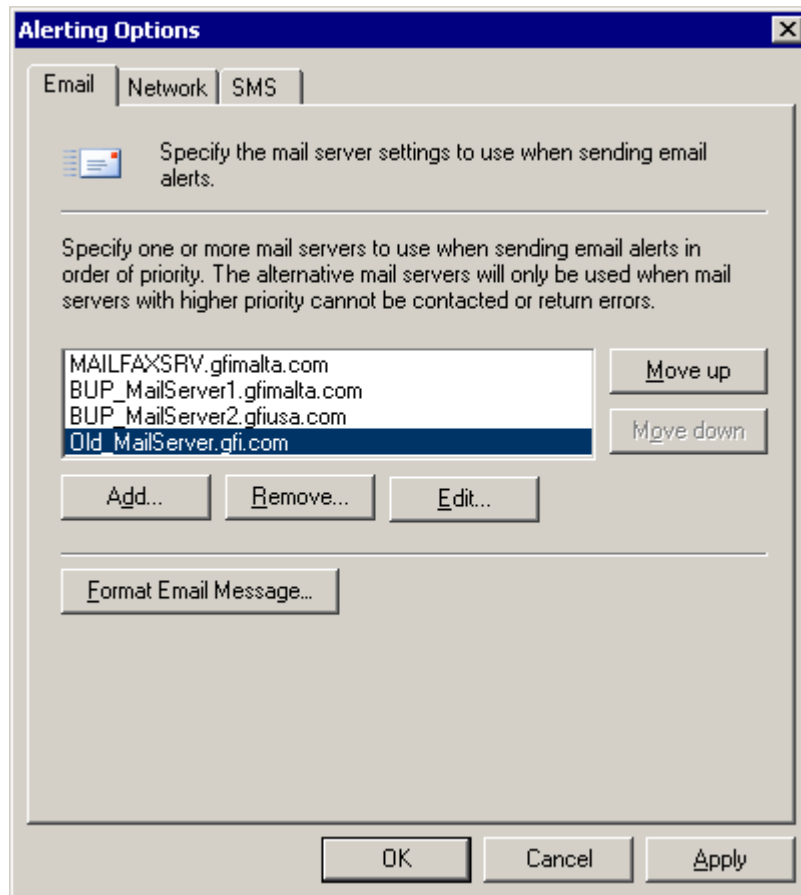 Alerting Options
Email Network SMS
Specify the mail server settings to use when sending email
alerts.
Specify one or more mail servers to use when sending email alerts in
order of priority. The alternative mail servers will only be used when mail
servers with higher priority cannot be contacted or return errors.
MAILFAXSRV.gfimalta.com
BUP_MailServer1.gfimalta.com
BUP_MailServer2.gfiusa.com
Old_MailServer.gfi.com
Move up
Move down
Add... Remove... Edit...
Format Email Message...
OK Cancel Apply